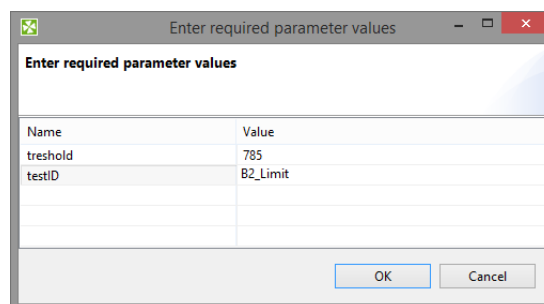 Enter required parameter values
Enter required parameter values
Name Value
treshold 785
testID B2_Limit
OK Cancel